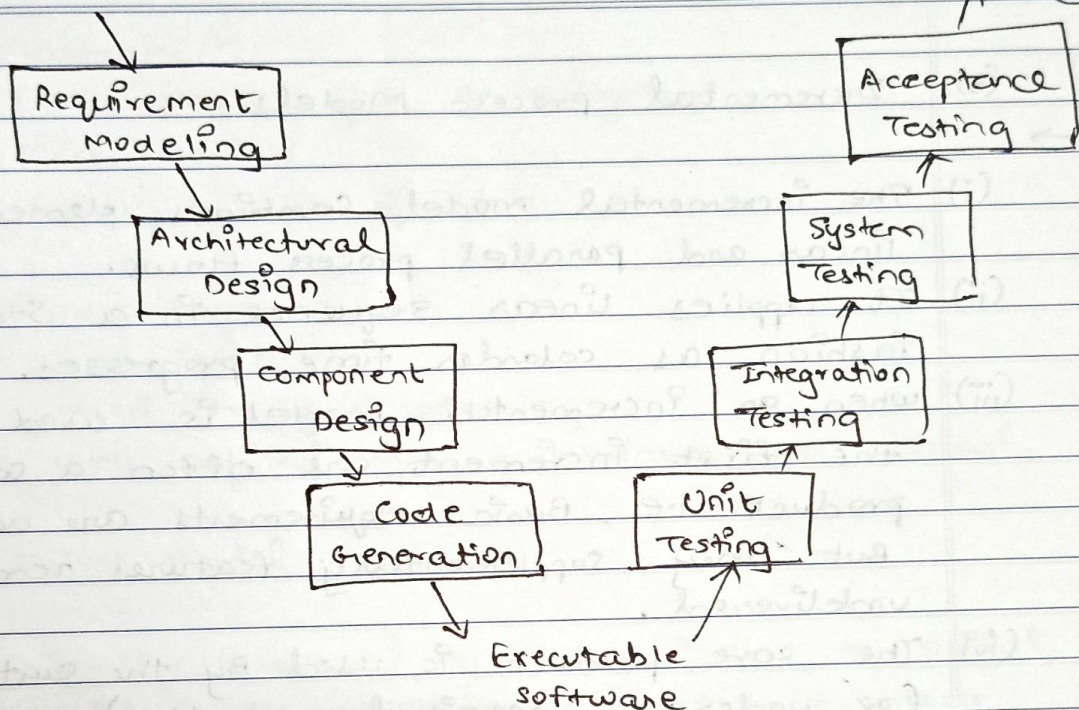 Requirement
Modeling
Architectural
Design
Component
Design
Code
Generation
Executable
Software
Unit
Testing
Integration
Testing
System
Testing
Acceptance
Testing